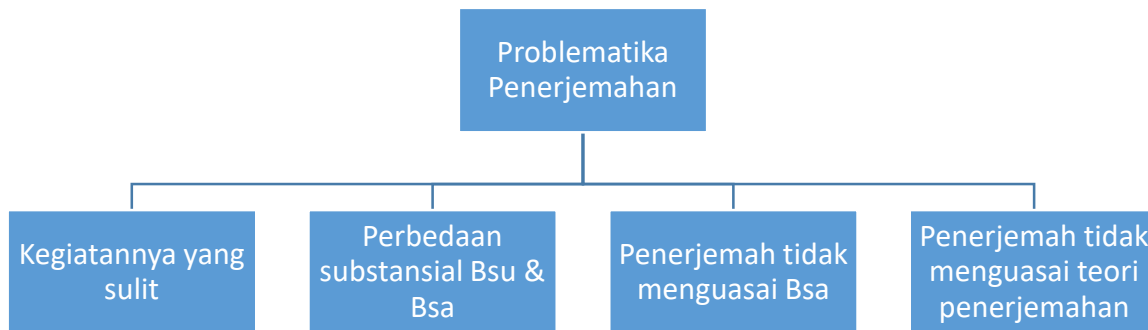 Problematika
Penerjemahan
Kegiatannya yang
sulit
Perbedaan
substansial Bsu &
Bsa
Penerjemah tidak
menguasai Bsa
Penerjemah tidak
menguasai teori
penerjemahan